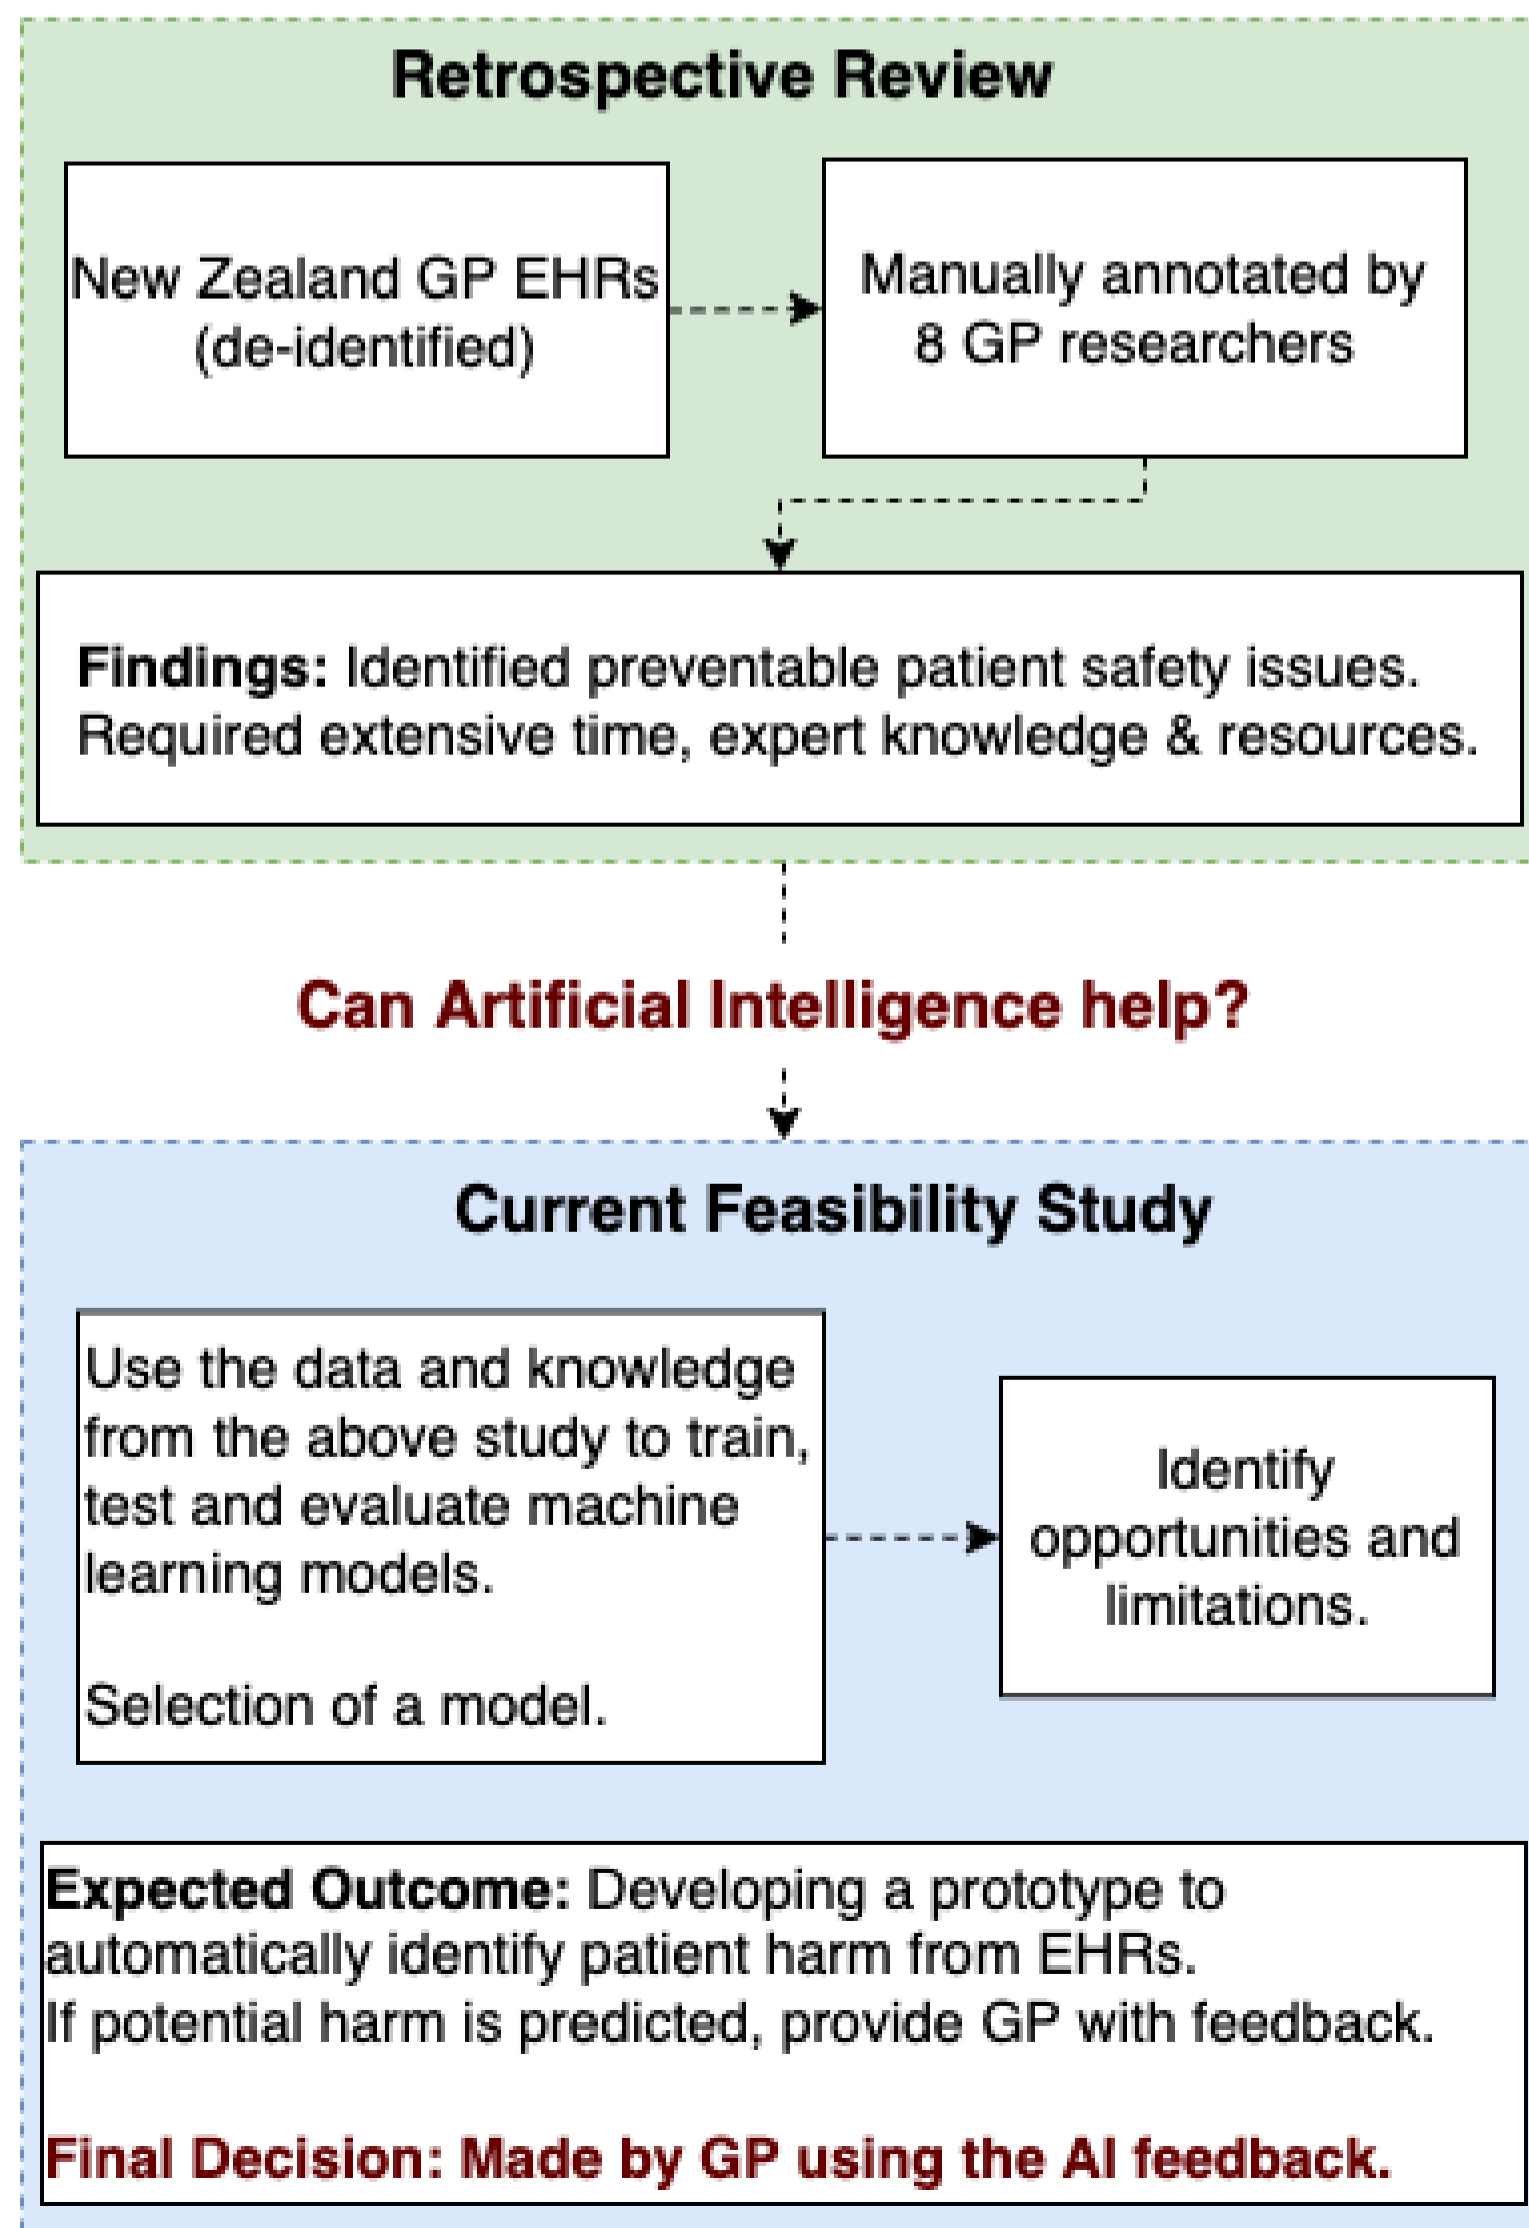 Retrospective Review
New Zealand GP EHRs
(de-identified)
Manually annotated by
8 GP researchers
Findings: Identified preventable patient safety issues.
Required extensive time, expert knowledge & resources.
Can Artificial Intelligence help?
Current Feasibility Study
Use the data and knowledge
from the above study to train,
test and evaluate machine
learning models.
Selection of a model.
Identify
opportunities and
limitations.
Expected Outcome: Developing a prototype to
automatically identify patient harm from EHRs.
If potential harm is predicted, provide GP with feedback.
Final Decision: Made by GP using the AI feedback.